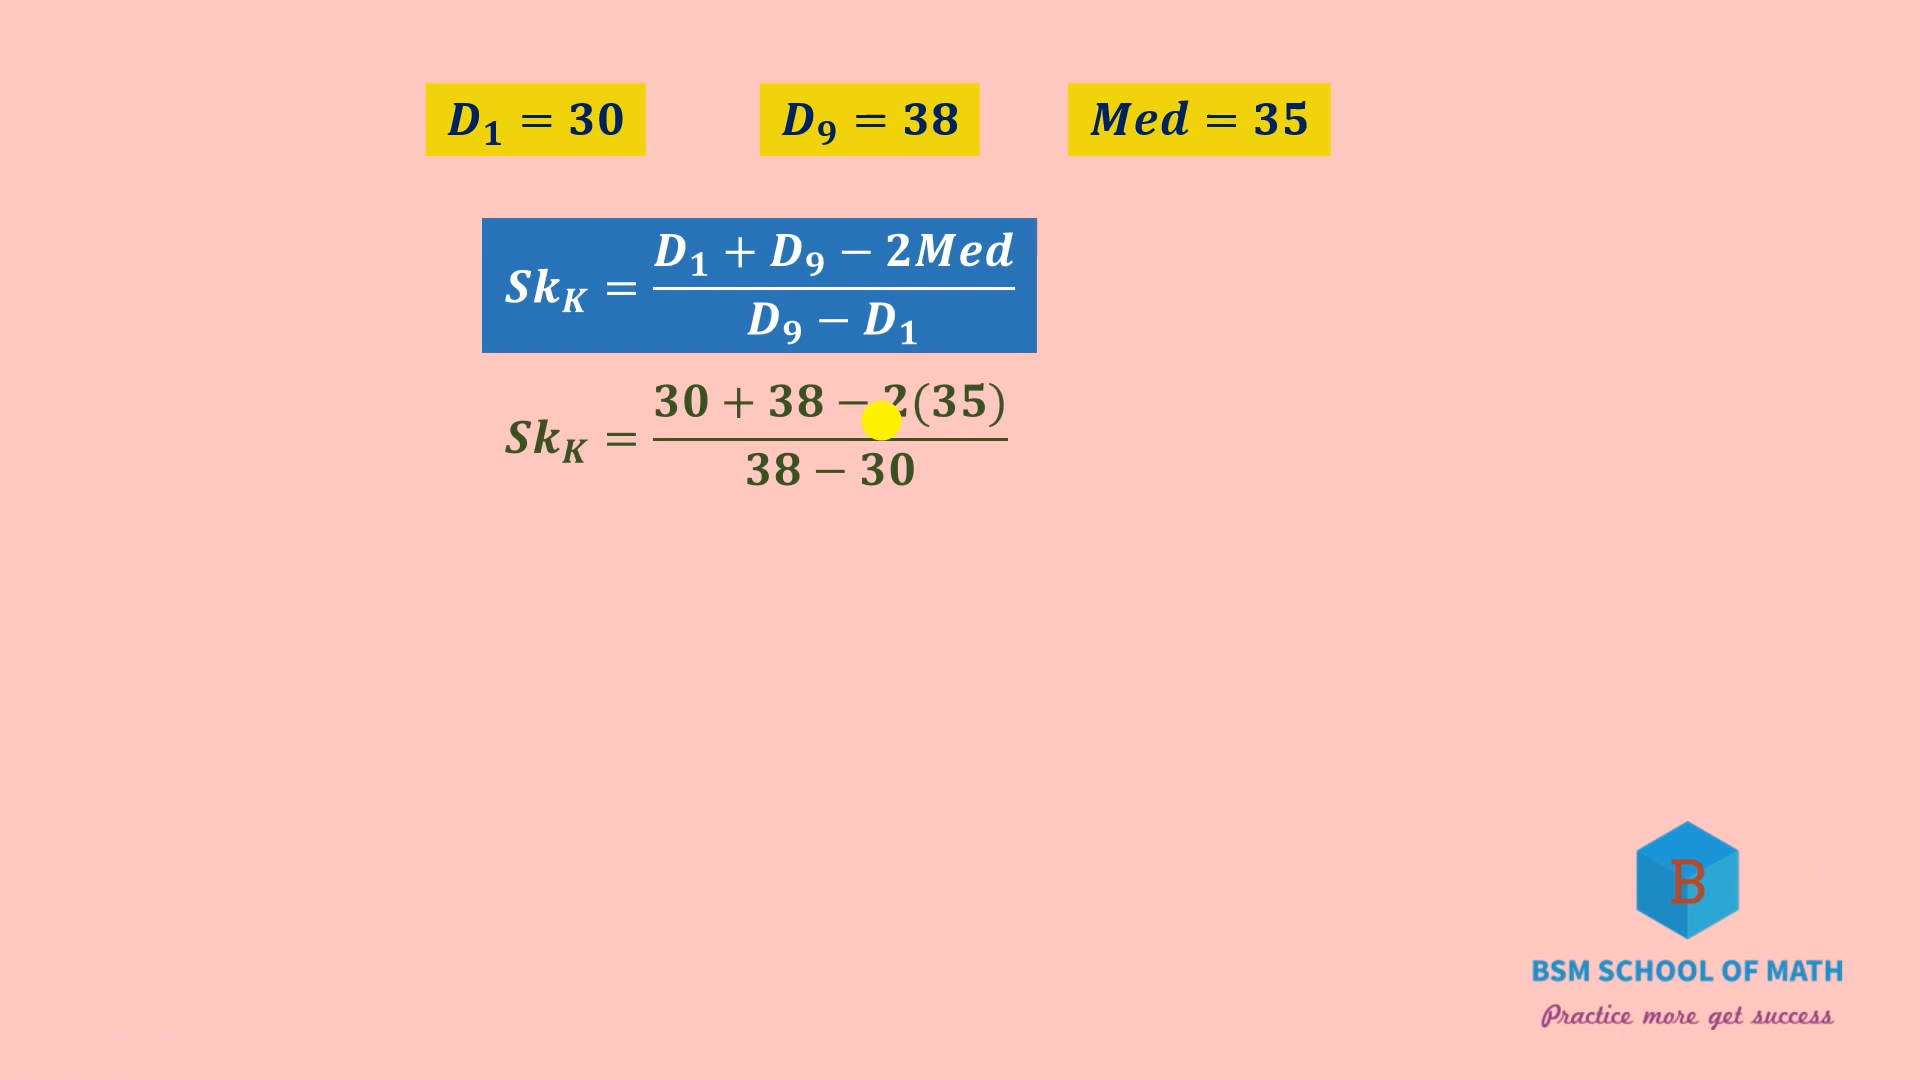 D₁ = 30 D₉ = 38 Med = 35
Sk_K = (D₁ + D₉ − 2Med) / (D₉ − D₁)
Sk_K = (30 + 38 − 2(35)) / (38 − 30)
B
BSM SCHOOL OF MATH
Practice more get success